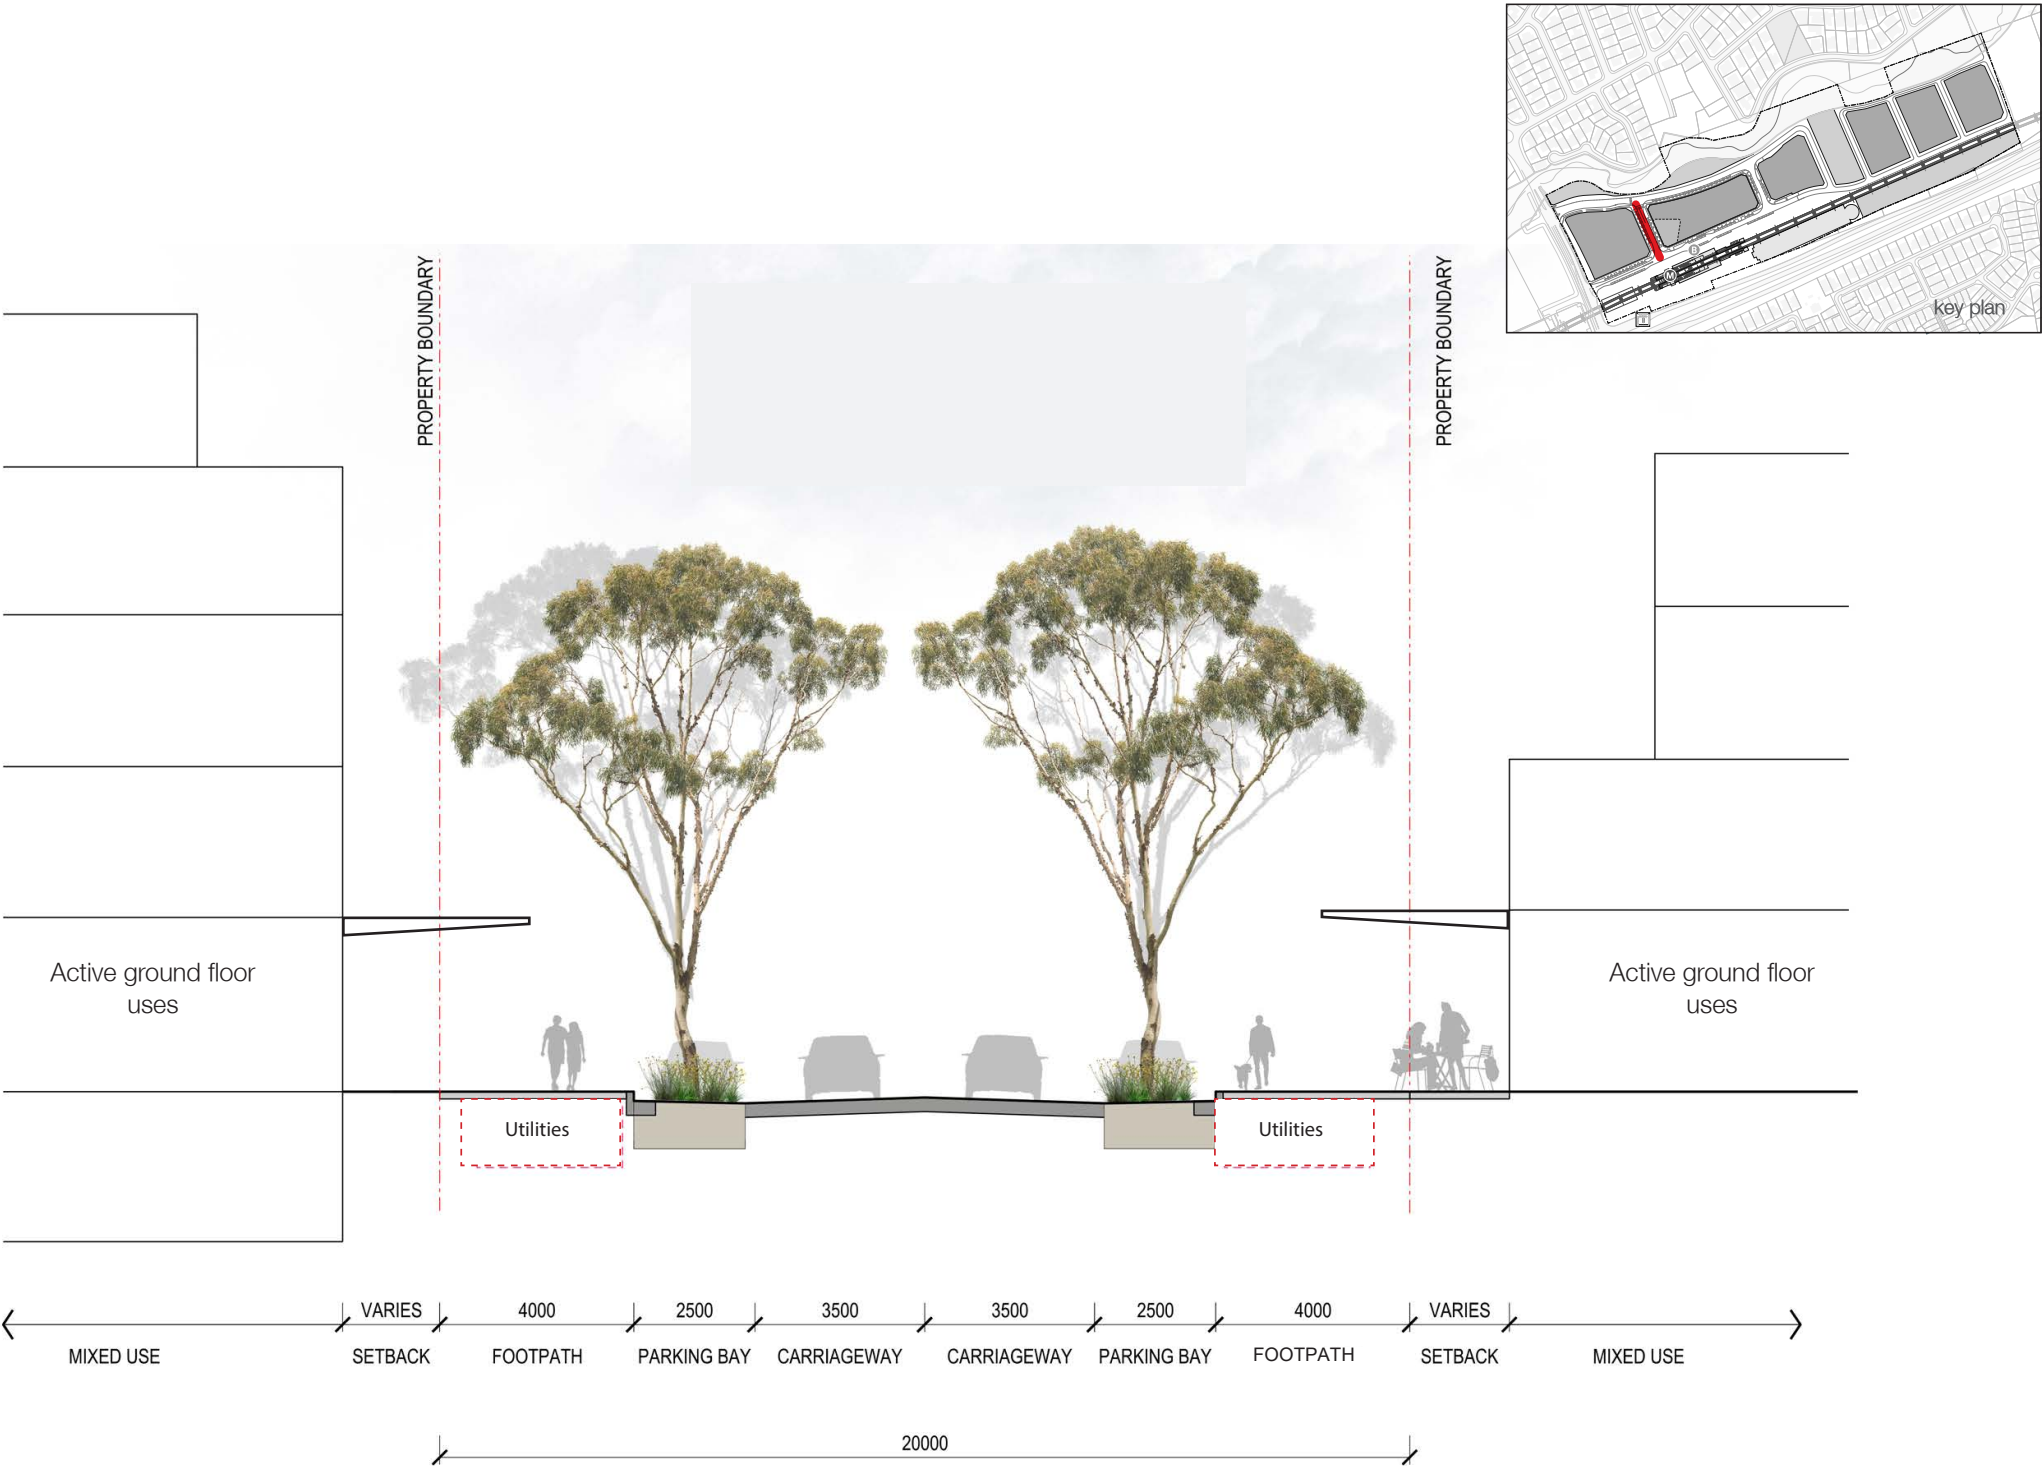 key plan
M
B
T
PROPERTY BOUNDARY
PROPERTY BOUNDARY
Active ground floor
uses
Active ground floor
uses
Utilities
Utilities
VARIES 4000 2500 3500 3500 2500 4000 VARIES
MIXED USE SETBACK FOOTPATH PARKING BAY CARRIAGEWAY CARRIAGEWAY PARKING BAY FOOTPATH SETBACK MIXED USE
20000